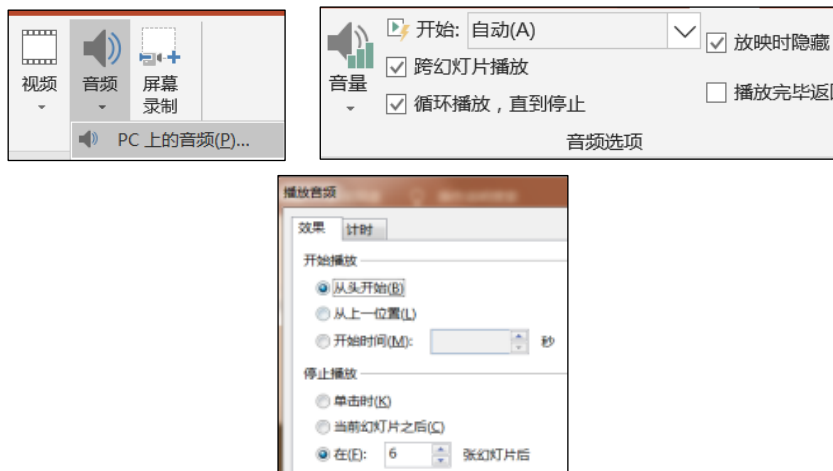 视频
音频
屏幕
录制
PC 上的音频(P)...
音量
开始: 自动(A)
跨幻灯片播放
循环播放，直到停止
放映时隐藏
播放完毕返
音频选项
播放音频
效果
计时
开始播放
从头开始(B)
从上一位置(L)
开始时间(M):
秒
停止播放
单击时(K)
当前幻灯片之后(C)
在(F): 6 张幻灯片后